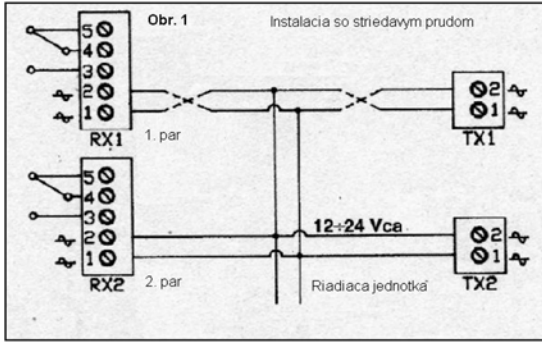 Obr. 1
Instalacia so striedavym prudom
5
4
3
2
1
RX1
1. par
2
1
TX1
5
4
3
2
1
RX2
2. par
12÷24 Vca
Riadiaca jednotka
2
1
TX2